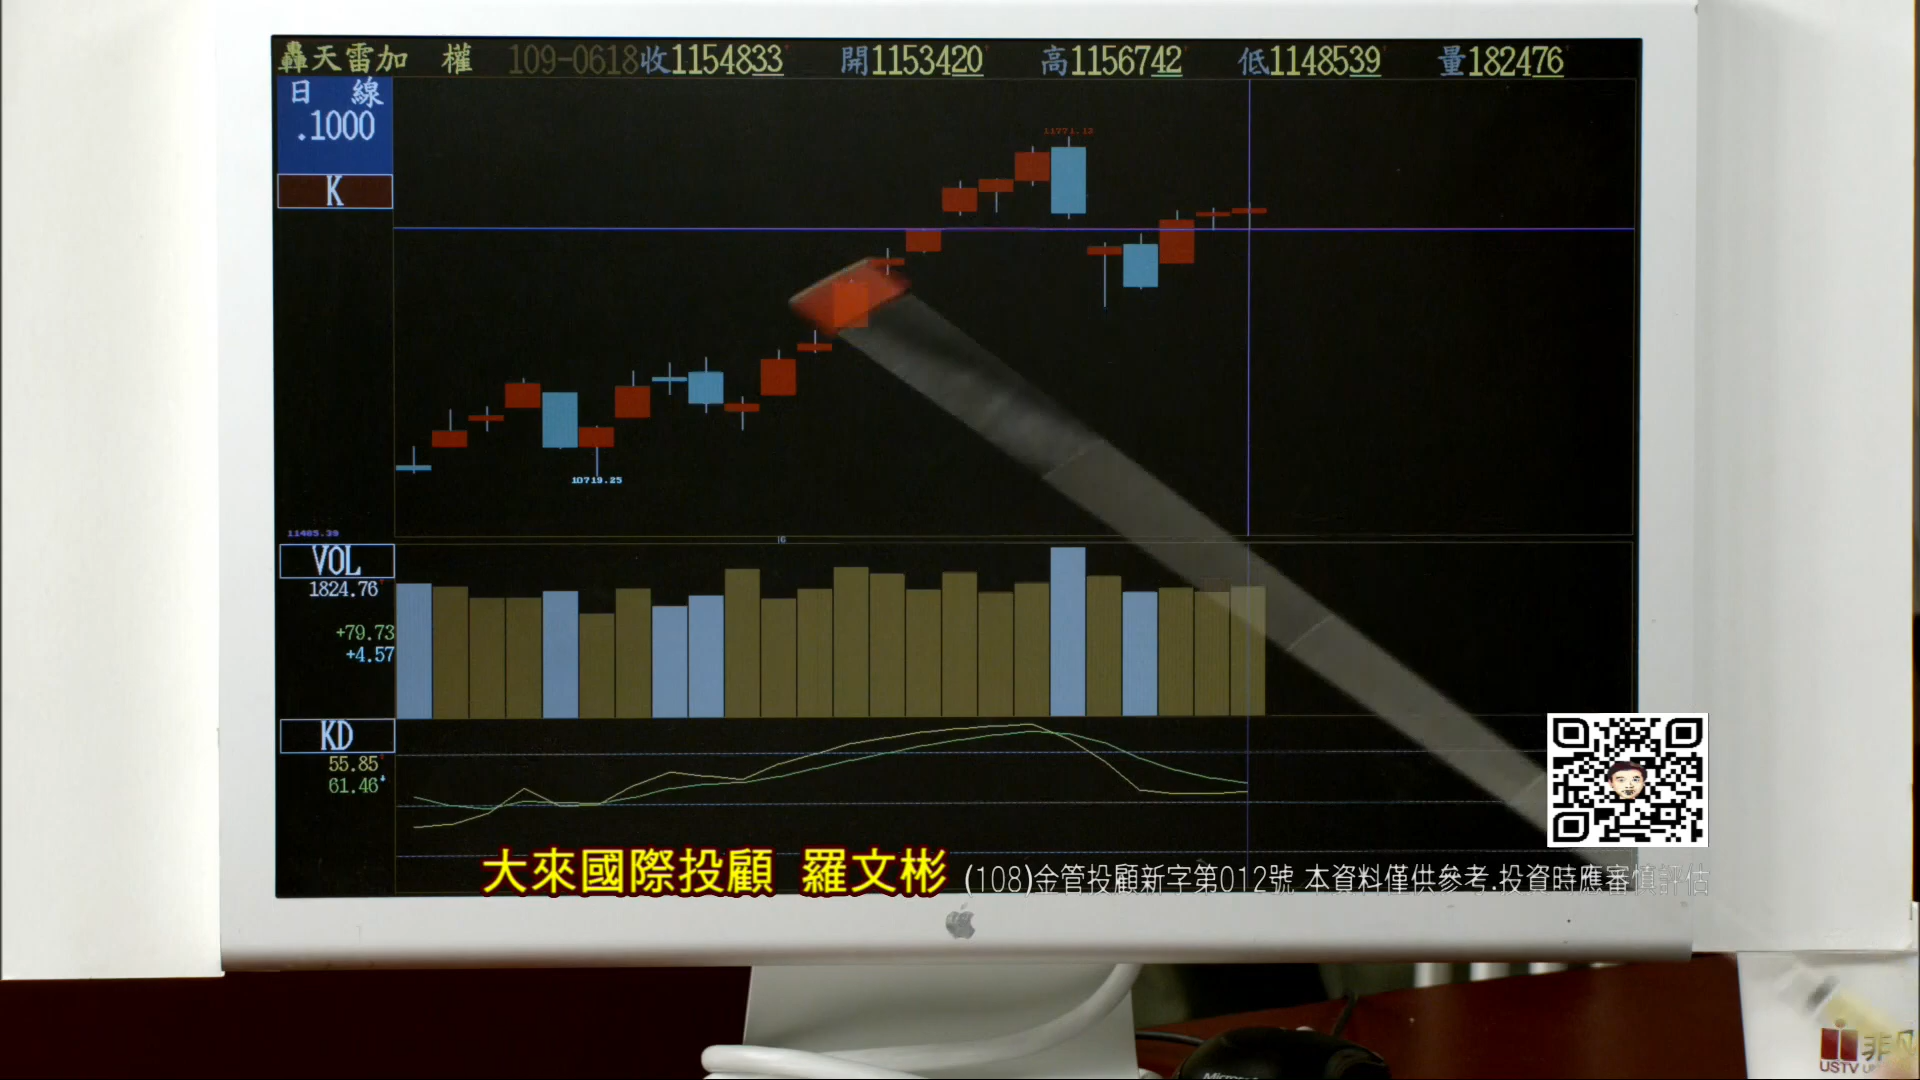 轟天雷加 權 109-0618收1154833 開1153420 高1156742 低1148539 量182476
日 線
.1000
K
11771.12
10719.25
11485.39
VOL
1824.76
+79.73
+4.57
KD
55.85
61.46
大來國際投顧 羅文彬 (108)金管投顧新字第012號 本資料僅供參考.投資時應審慎評估
非凡
USTV